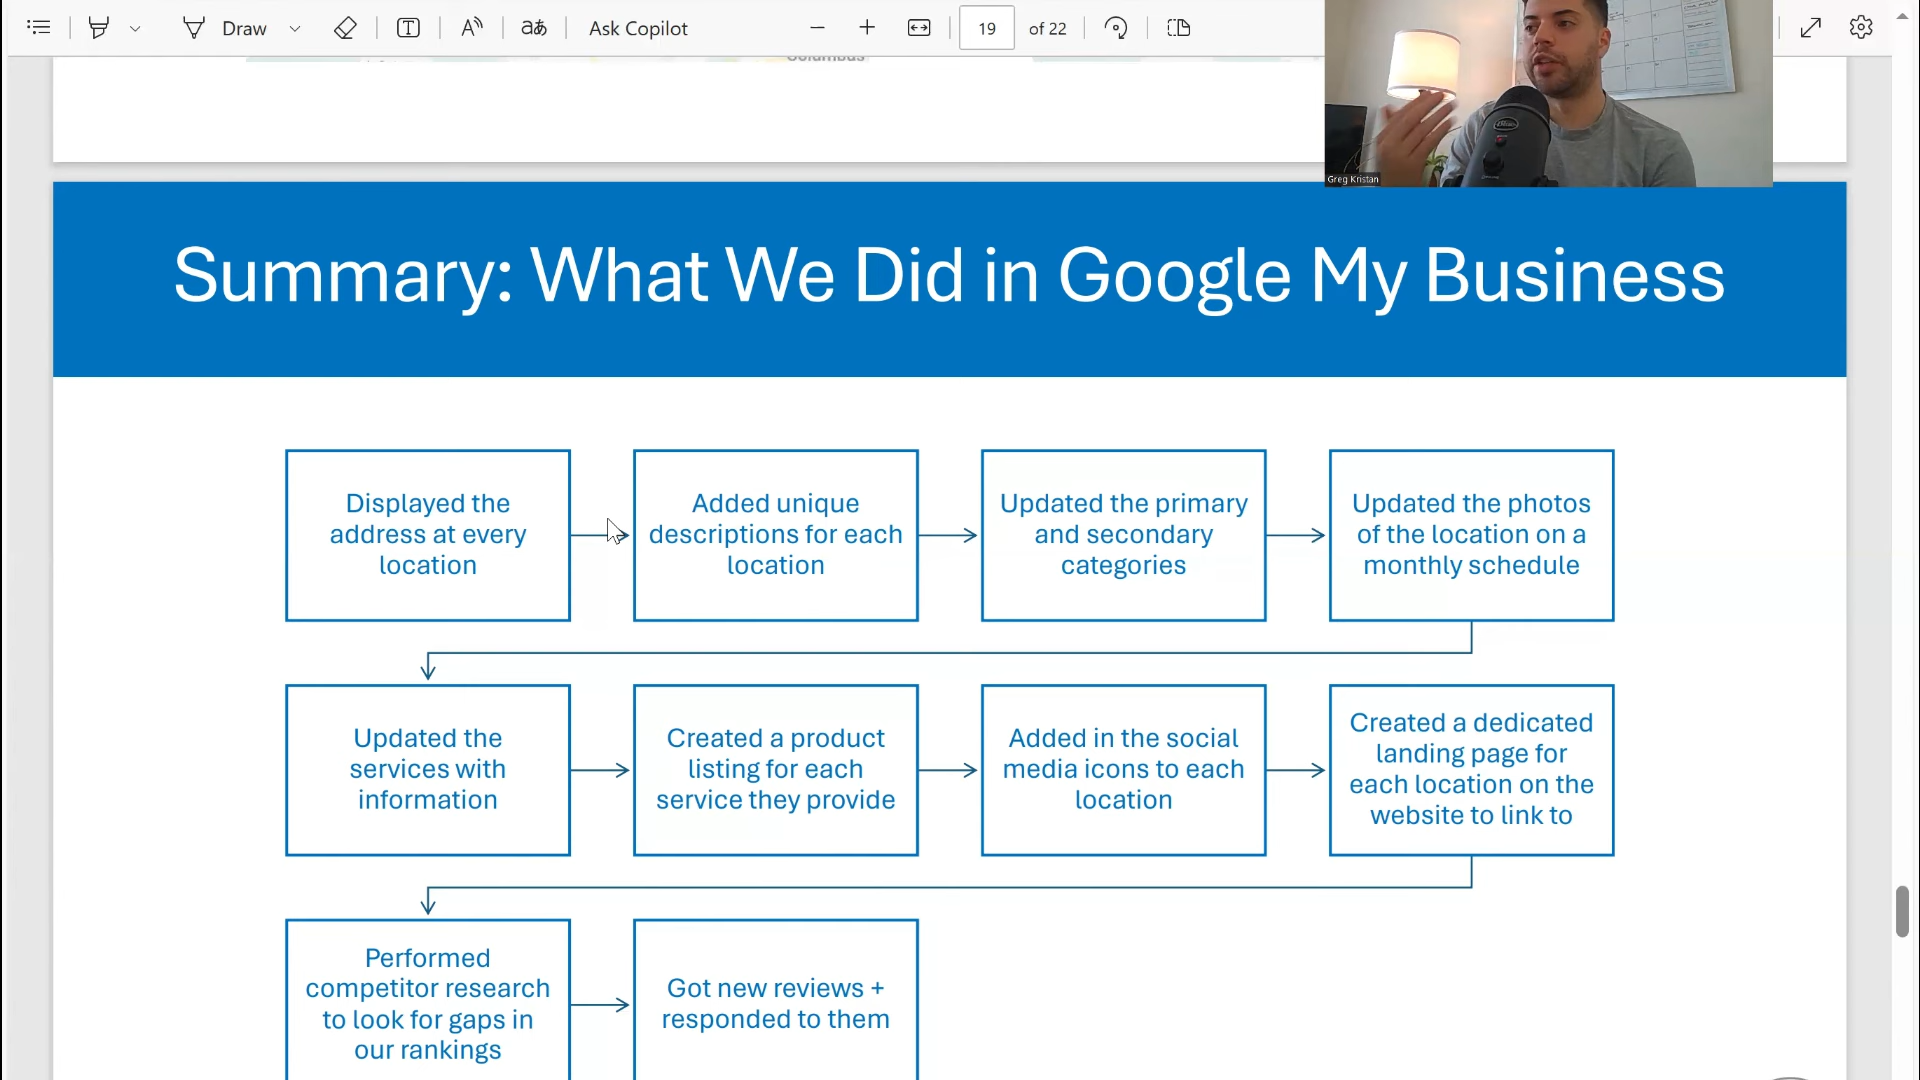 Draw
Ask Copilot
19 of 22
Columbus
Greg Kristan
Summary: What We Did in Google My Business
Displayed the
address at every
location
Added unique
descriptions for each
location
Updated the primary
and secondary
categories
Updated the photos
of the location on a
monthly schedule
Updated the
services with
information
Created a product
listing for each
service they provide
Added in the social
media icons to each
location
Created a dedicated
landing page for
each location on the
website to link to
Performed
competitor research
to look for gaps in
our rankings
Got new reviews +
responded to them